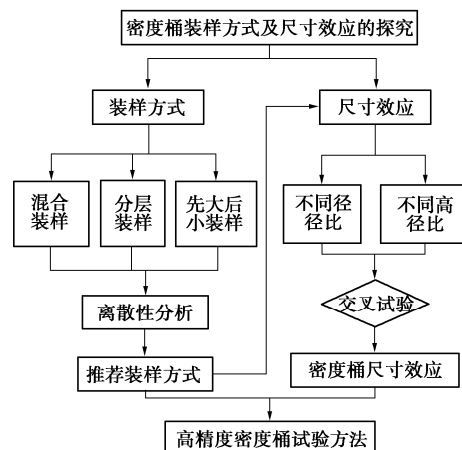 密度桶装样方式及尺寸效应的探究
装样方式
尺寸效应
混合
装样
分层
装样
先大后
小装样
不同径
径比
不同高
径比
离散性分析
交叉试验
推荐装样方式
密度桶尺寸效应
高精度密度桶试验方法